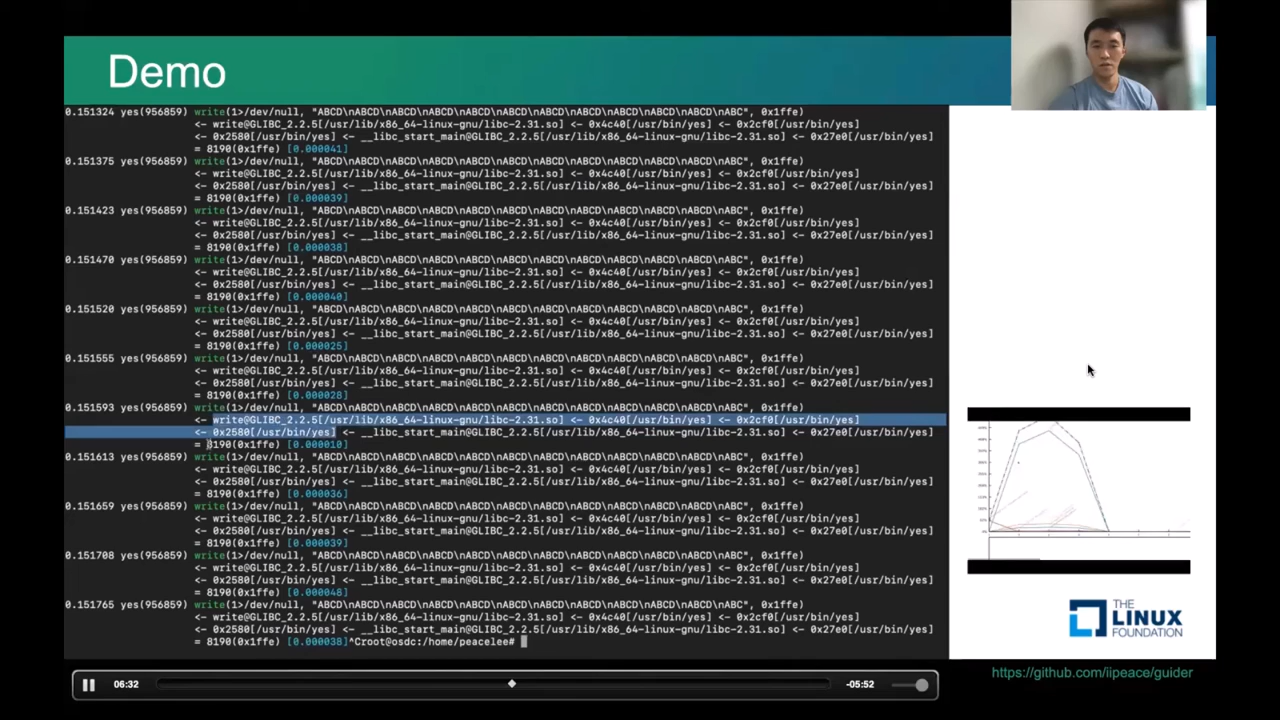 Demo
0.151324 yes(956859) write(1>/dev/null, "ABCD\nABCD\nABCD\nABCD\nABCD\nABCD\nABCD\nABCD\nABCD\nABCD\nABCD\nABC", 0x1ffe)
<- write@GLIBC_2.2.5[/usr/lib/x86_64-linux-gnu/libc-2.31.so] <- 0x4c40[/usr/bin/yes] <- 0x2cf0[/usr/bin/yes]
<- 0x2580[/usr/bin/yes] <- __libc_start_main@GLIBC_2.2.5[/usr/lib/x86_64-linux-gnu/libc-2.31.so] <- 0x27e0[/usr/bin/yes]
= 8190(0x1ffe) [0.000041]
0.151375 yes(956859) write(1>/dev/null, "ABCD\nABCD\nABCD\nABCD\nABCD\nABCD\nABCD\nABCD\nABCD\nABCD\nABCD\nABC", 0x1ffe)
<- write@GLIBC_2.2.5[/usr/lib/x86_64-linux-gnu/libc-2.31.so] <- 0x4c40[/usr/bin/yes] <- 0x2cf0[/usr/bin/yes]
<- 0x2580[/usr/bin/yes] <- __libc_start_main@GLIBC_2.2.5[/usr/lib/x86_64-linux-gnu/libc-2.31.so] <- 0x27e0[/usr/bin/yes]
= 8190(0x1ffe) [0.000039]
0.151423 yes(956859) write(1>/dev/null, "ABCD\nABCD\nABCD\nABCD\nABCD\nABCD\nABCD\nABCD\nABCD\nABCD\nABCD\nABC", 0x1ffe)
<- write@GLIBC_2.2.5[/usr/lib/x86_64-linux-gnu/libc-2.31.so] <- 0x4c40[/usr/bin/yes] <- 0x2cf0[/usr/bin/yes]
<- 0x2580[/usr/bin/yes] <- __libc_start_main@GLIBC_2.2.5[/usr/lib/x86_64-linux-gnu/libc-2.31.so] <- 0x27e0[/usr/bin/yes]
= 8190(0x1ffe) [0.000038]
0.151470 yes(956859) write(1>/dev/null, "ABCD\nABCD\nABCD\nABCD\nABCD\nABCD\nABCD\nABCD\nABCD\nABCD\nABCD\nABC", 0x1ffe)
<- write@GLIBC_2.2.5[/usr/lib/x86_64-linux-gnu/libc-2.31.so] <- 0x4c40[/usr/bin/yes] <- 0x2cf0[/usr/bin/yes]
<- 0x2580[/usr/bin/yes] <- __libc_start_main@GLIBC_2.2.5[/usr/lib/x86_64-linux-gnu/libc-2.31.so] <- 0x27e0[/usr/bin/yes]
= 8190(0x1ffe) [0.000040]
0.151520 yes(956859) write(1>/dev/null, "ABCD\nABCD\nABCD\nABCD\nABCD\nABCD\nABCD\nABCD\nABCD\nABCD\nABCD\nABC", 0x1ffe)
<- write@GLIBC_2.2.5[/usr/lib/x86_64-linux-gnu/libc-2.31.so] <- 0x4c40[/usr/bin/yes] <- 0x2cf0[/usr/bin/yes]
<- 0x2580[/usr/bin/yes] <- __libc_start_main@GLIBC_2.2.5[/usr/lib/x86_64-linux-gnu/libc-2.31.so] <- 0x27e0[/usr/bin/yes]
= 8190(0x1ffe) [0.000025]
0.151555 yes(956859) write(1>/dev/null, "ABCD\nABCD\nABCD\nABCD\nABCD\nABCD\nABCD\nABCD\nABCD\nABCD\nABCD\nABC", 0x1ffe)
<- write@GLIBC_2.2.5[/usr/lib/x86_64-linux-gnu/libc-2.31.so] <- 0x4c40[/usr/bin/yes] <- 0x2cf0[/usr/bin/yes]
<- 0x2580[/usr/bin/yes] <- __libc_start_main@GLIBC_2.2.5[/usr/lib/x86_64-linux-gnu/libc-2.31.so] <- 0x27e0[/usr/bin/yes]
= 8190(0x1ffe) [0.000028]
0.151593 yes(956859) write(1>/dev/null, "ABCD\nABCD\nABCD\nABCD\nABCD\nABCD\nABCD\nABCD\nABCD\nABCD\nABCD\nABC", 0x1ffe)
<- write@GLIBC_2.2.5[/usr/lib/x86_64-linux-gnu/libc-2.31.so] <- 0x4c40[/usr/bin/yes] <- 0x2cf0[/usr/bin/yes]
<- 0x2580[/usr/bin/yes] <- __libc_start_main@GLIBC_2.2.5[/usr/lib/x86_64-linux-gnu/libc-2.31.so] <- 0x27e0[/usr/bin/yes]
= 8190(0x1ffe) [0.000010]
0.151613 yes(956859) write(1>/dev/null, "ABCD\nABCD\nABCD\nABCD\nABCD\nABCD\nABCD\nABCD\nABCD\nABCD\nABCD\nABC", 0x1ffe)
<- write@GLIBC_2.2.5[/usr/lib/x86_64-linux-gnu/libc-2.31.so] <- 0x4c40[/usr/bin/yes] <- 0x2cf0[/usr/bin/yes]
<- 0x2580[/usr/bin/yes] <- __libc_start_main@GLIBC_2.2.5[/usr/lib/x86_64-linux-gnu/libc-2.31.so] <- 0x27e0[/usr/bin/yes]
= 8190(0x1ffe) [0.000036]
0.151659 yes(956859) write(1>/dev/null, "ABCD\nABCD\nABCD\nABCD\nABCD\nABCD\nABCD\nABCD\nABCD\nABCD\nABCD\nABC", 0x1ffe)
<- write@GLIBC_2.2.5[/usr/lib/x86_64-linux-gnu/libc-2.31.so] <- 0x4c40[/usr/bin/yes] <- 0x2cf0[/usr/bin/yes]
<- 0x2580[/usr/bin/yes] <- __libc_start_main@GLIBC_2.2.5[/usr/lib/x86_64-linux-gnu/libc-2.31.so] <- 0x27e0[/usr/bin/yes]
= 8190(0x1ffe) [0.000039]
0.151708 yes(956859) write(1>/dev/null, "ABCD\nABCD\nABCD\nABCD\nABCD\nABCD\nABCD\nABCD\nABCD\nABCD\nABCD\nABC", 0x1ffe)
<- write@GLIBC_2.2.5[/usr/lib/x86_64-linux-gnu/libc-2.31.so] <- 0x4c40[/usr/bin/yes] <- 0x2cf0[/usr/bin/yes]
<- 0x2580[/usr/bin/yes] <- __libc_start_main@GLIBC_2.2.5[/usr/lib/x86_64-linux-gnu/libc-2.31.so] <- 0x27e0[/usr/bin/yes]
= 8190(0x1ffe) [0.000048]
0.151765 yes(956859) write(1>/dev/null, "ABCD\nABCD\nABCD\nABCD\nABCD\nABCD\nABCD\nABCD\nABCD\nABCD\nABCD\nABC", 0x1ffe)
<- write@GLIBC_2.2.5[/usr/lib/x86_64-linux-gnu/libc-2.31.so] <- 0x4c40[/usr/bin/yes] <- 0x2cf0[/usr/bin/yes]
<- 0x2580[/usr/bin/yes] <- __libc_start_main@GLIBC_2.2.5[/usr/lib/x86_64-linux-gnu/libc-2.31.so] <- 0x27e0[/usr/bin/yes]
= 8190(0x1ffe) [0.000038]^Croot@osdc:/home/peacelee#
THE
LINUX
FOUNDATION
https://github.com/iipeace/guider
06:32
-05:52